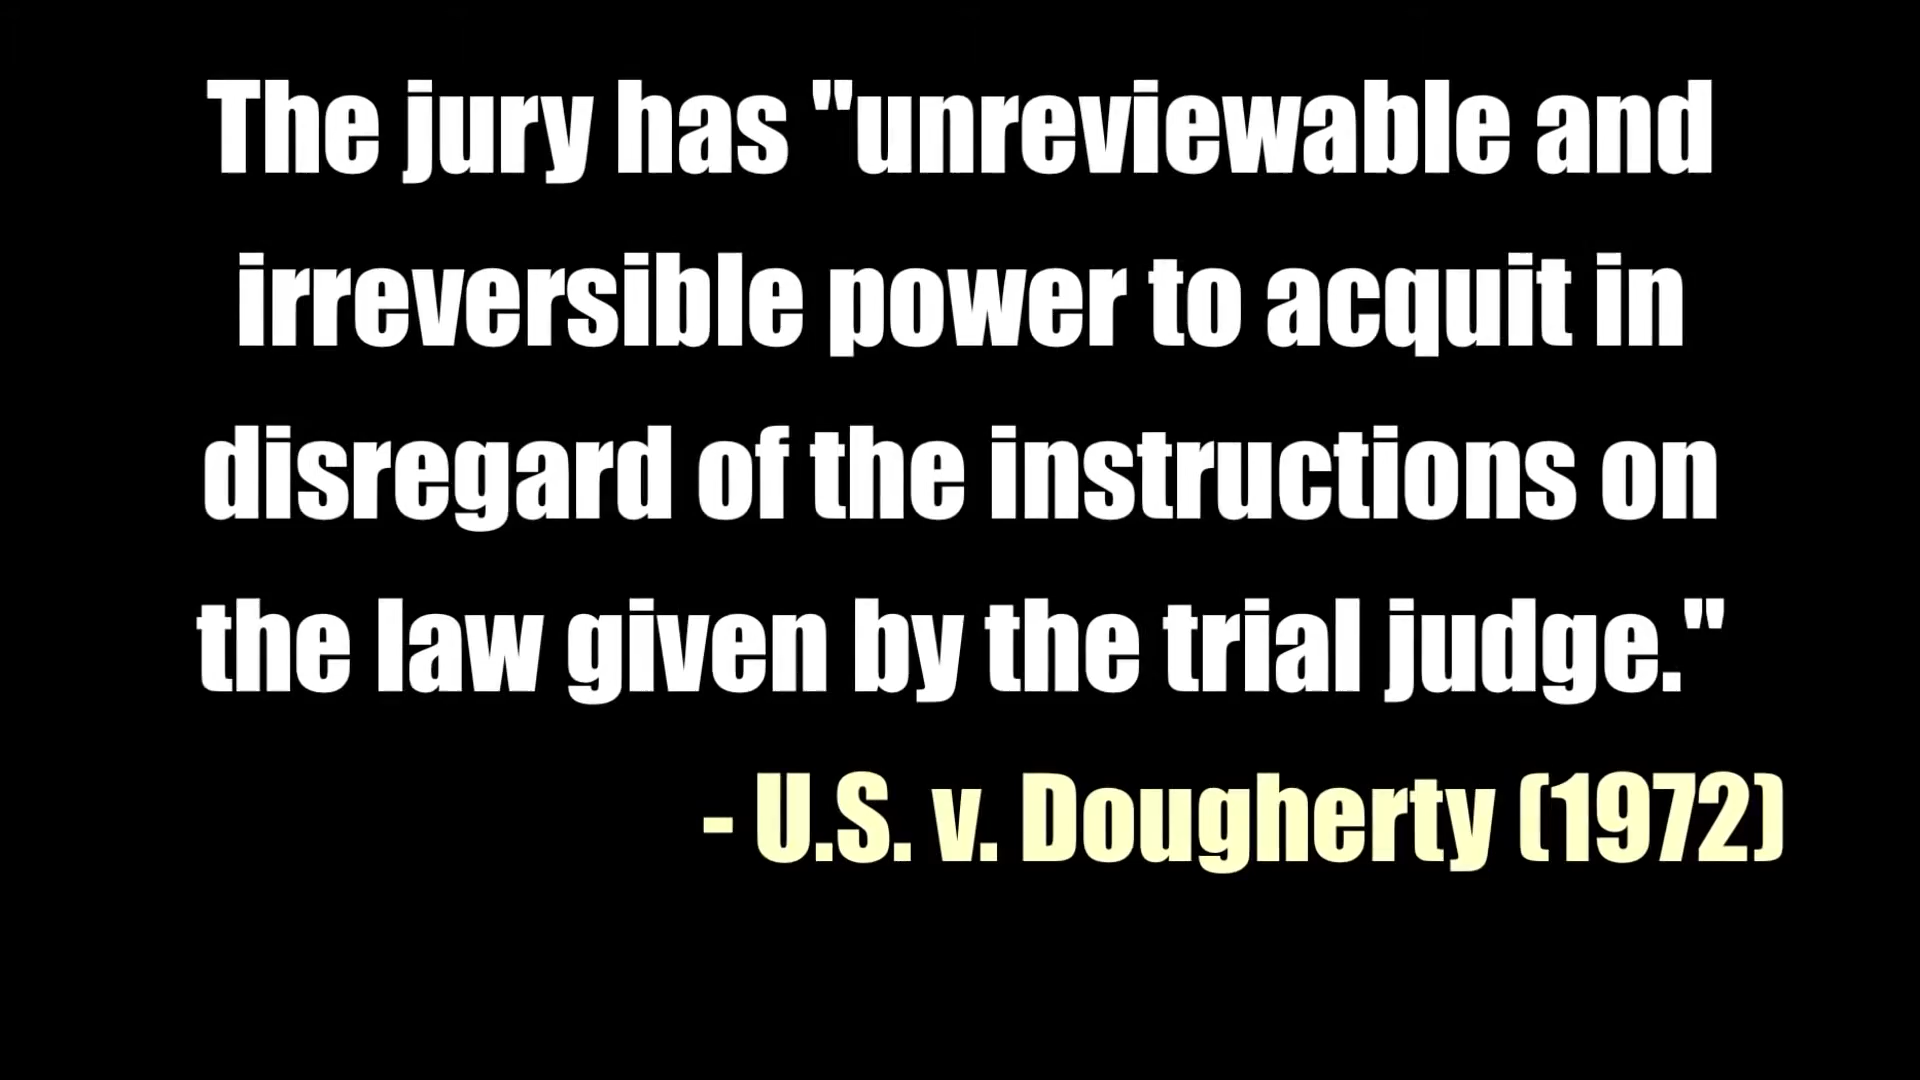 The jury has "unreviewable and
irreversible power to acquit in
disregard of the instructions on
the law given by the trial judge."
- U.S. v. Dougherty (1972)